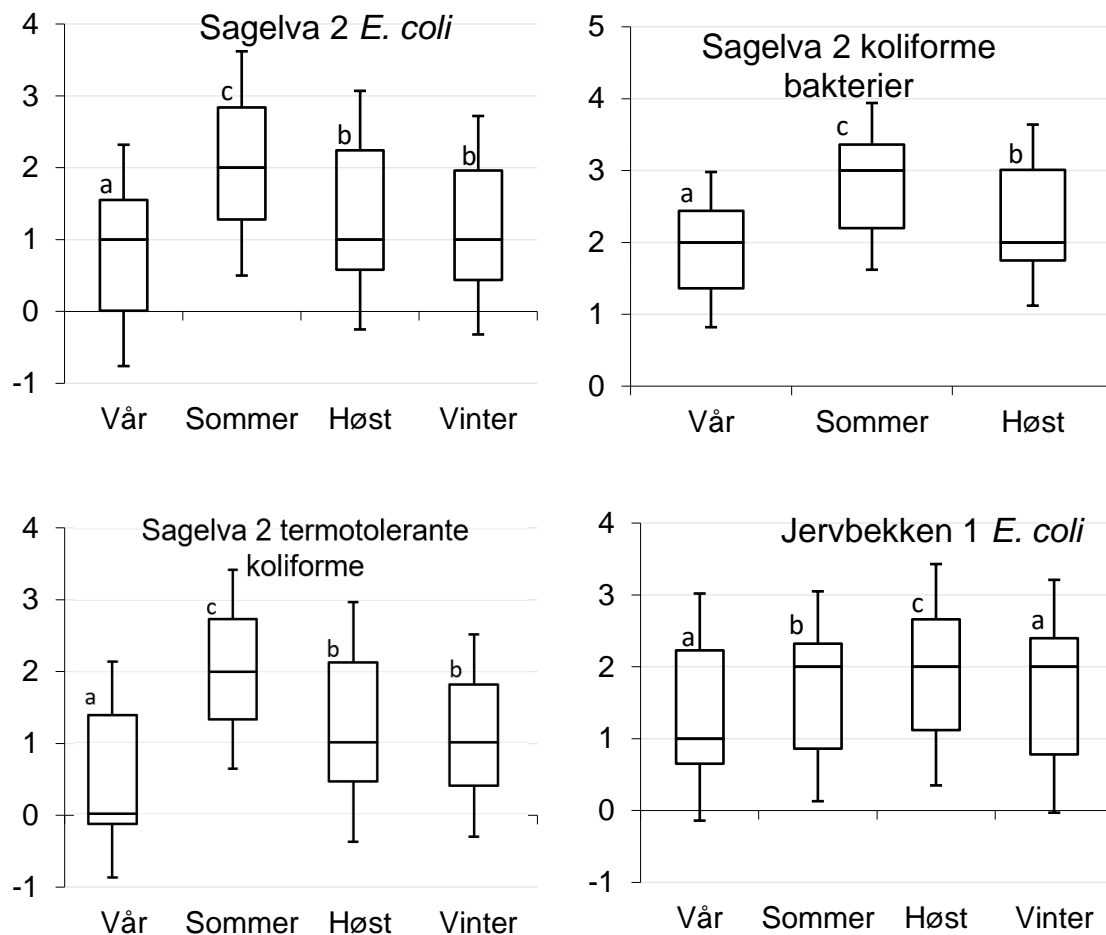 Sagelva 2 E. coli
4
3
2
1
0
-1
a
c
b
b
Vår Sommer Høst Vinter
Sagelva 2 koliforme
bakterier
5
4
3
2
1
0
a
c
b
Vår Sommer Høst
Sagelva 2 termotolerante
koliforme
4
3
2
1
0
-1
a
c
b
b
Vår Sommer Høst Vinter
Jervbekken 1 E. coli
4
3
2
1
0
-1
a
b
c
a
Vår Sommer Høst Vinter